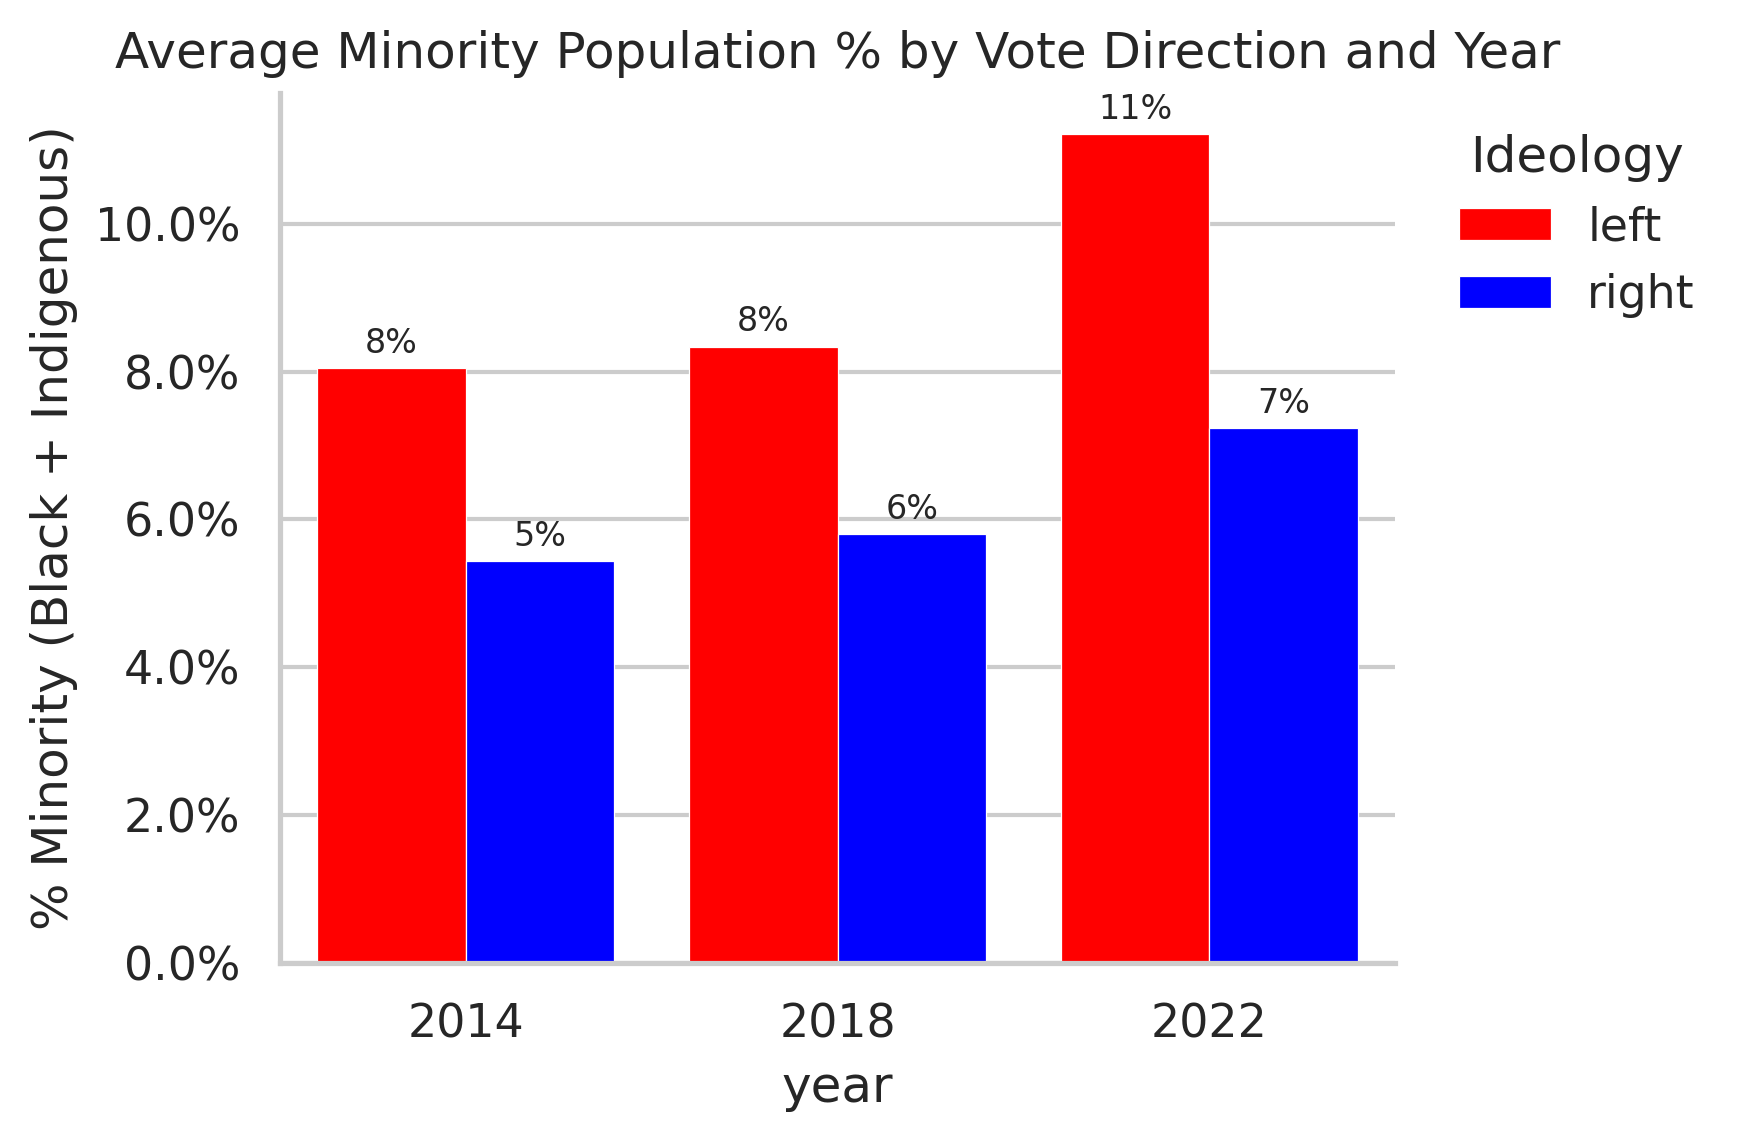 Average Minority Population % by Vote Direction and Year
% Minority (Black + Indigenous)
10.0%
8.0%
6.0%
4.0%
2.0%
0.0%
8%
5%
8%
6%
11%
7%
2014
2018
2022
year
Ideology
left
right